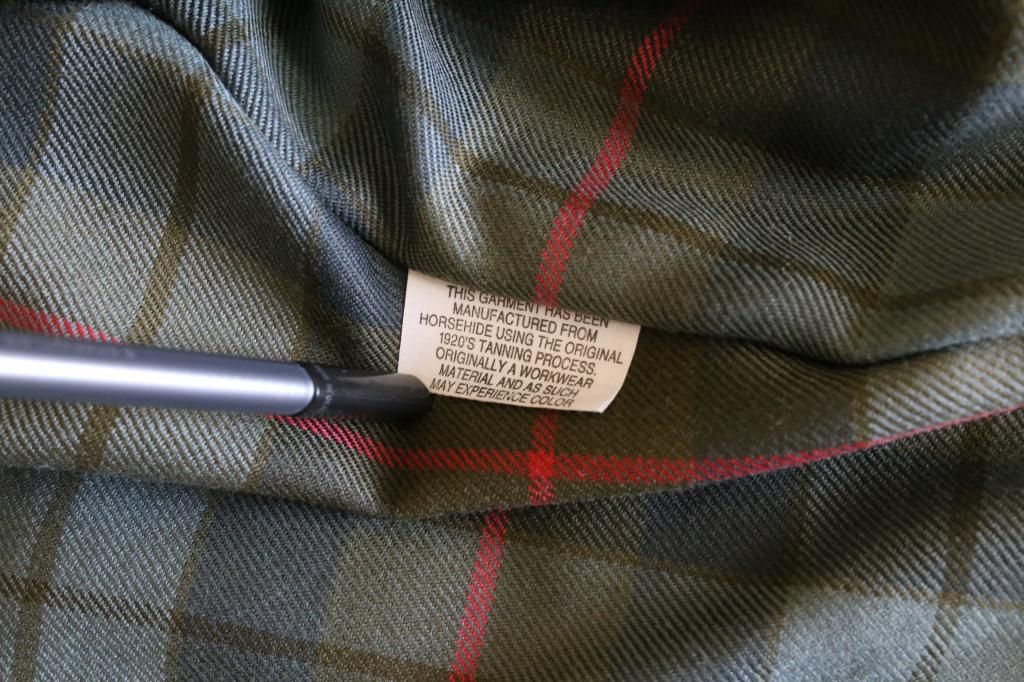 THIS GARMENT HAS BEEN
MANUFACTURED FROM
HORSEHIDE USING THE ORIGINAL
1920'S TANNING PROCESS.
ORIGINALLY A WORKWEAR
MATERIAL AND AS SUCH
MAY EXPERIENCE COLOR